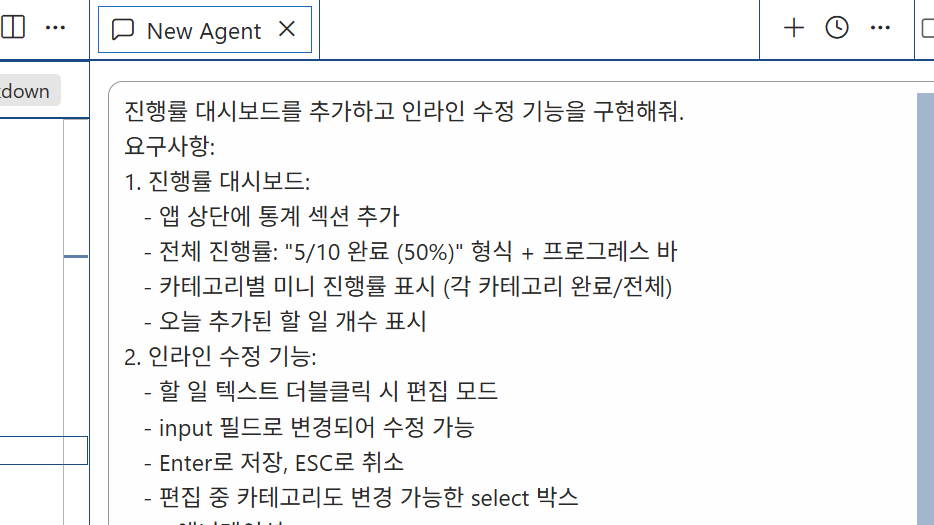 New Agent
down
진행률 대시보드를 추가하고 인라인 수정 기능을 구현해줘.
요구사항:
1. 진행률 대시보드:
- 앱 상단에 통계 섹션 추가
- 전체 진행률: "5/10 완료 (50%)" 형식 + 프로그레스 바
- 카테고리별 미니 진행률 표시 (각 카테고리 완료/전체)
- 오늘 추가된 할 일 개수 표시
2. 인라인 수정 기능:
- 할 일 텍스트 더블클릭 시 편집 모드
- input 필드로 변경되어 수정 가능
- Enter로 저장, ESC로 취소
- 편집 중 카테고리도 변경 가능한 select 박스